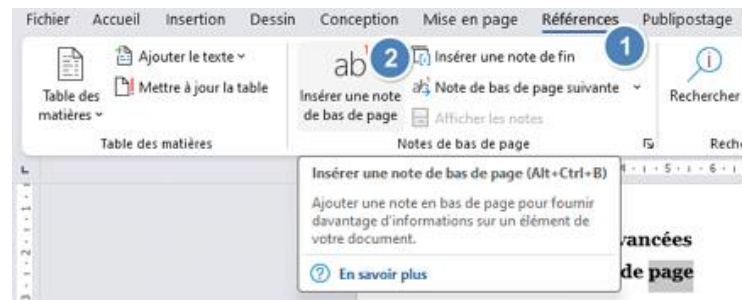 Fichier Accueil Insertion Dessin Conception Mise en page Références Publipostage
1
Table des matières
Ajouter le texte
Mettre à jour la table
Table des matières
ab1
2
Insérer une note de bas de page
Insérer une note de fin
Note de bas de page suivante
Afficher les notes
Notes de bas de page
Rechercher
Insérer une note de bas de page (Alt+Ctrl+B)
Ajouter une note en bas de page pour fournir
davantage d'informations sur un élément de
votre document.
En savoir plus
5 · 6
vancées
de page